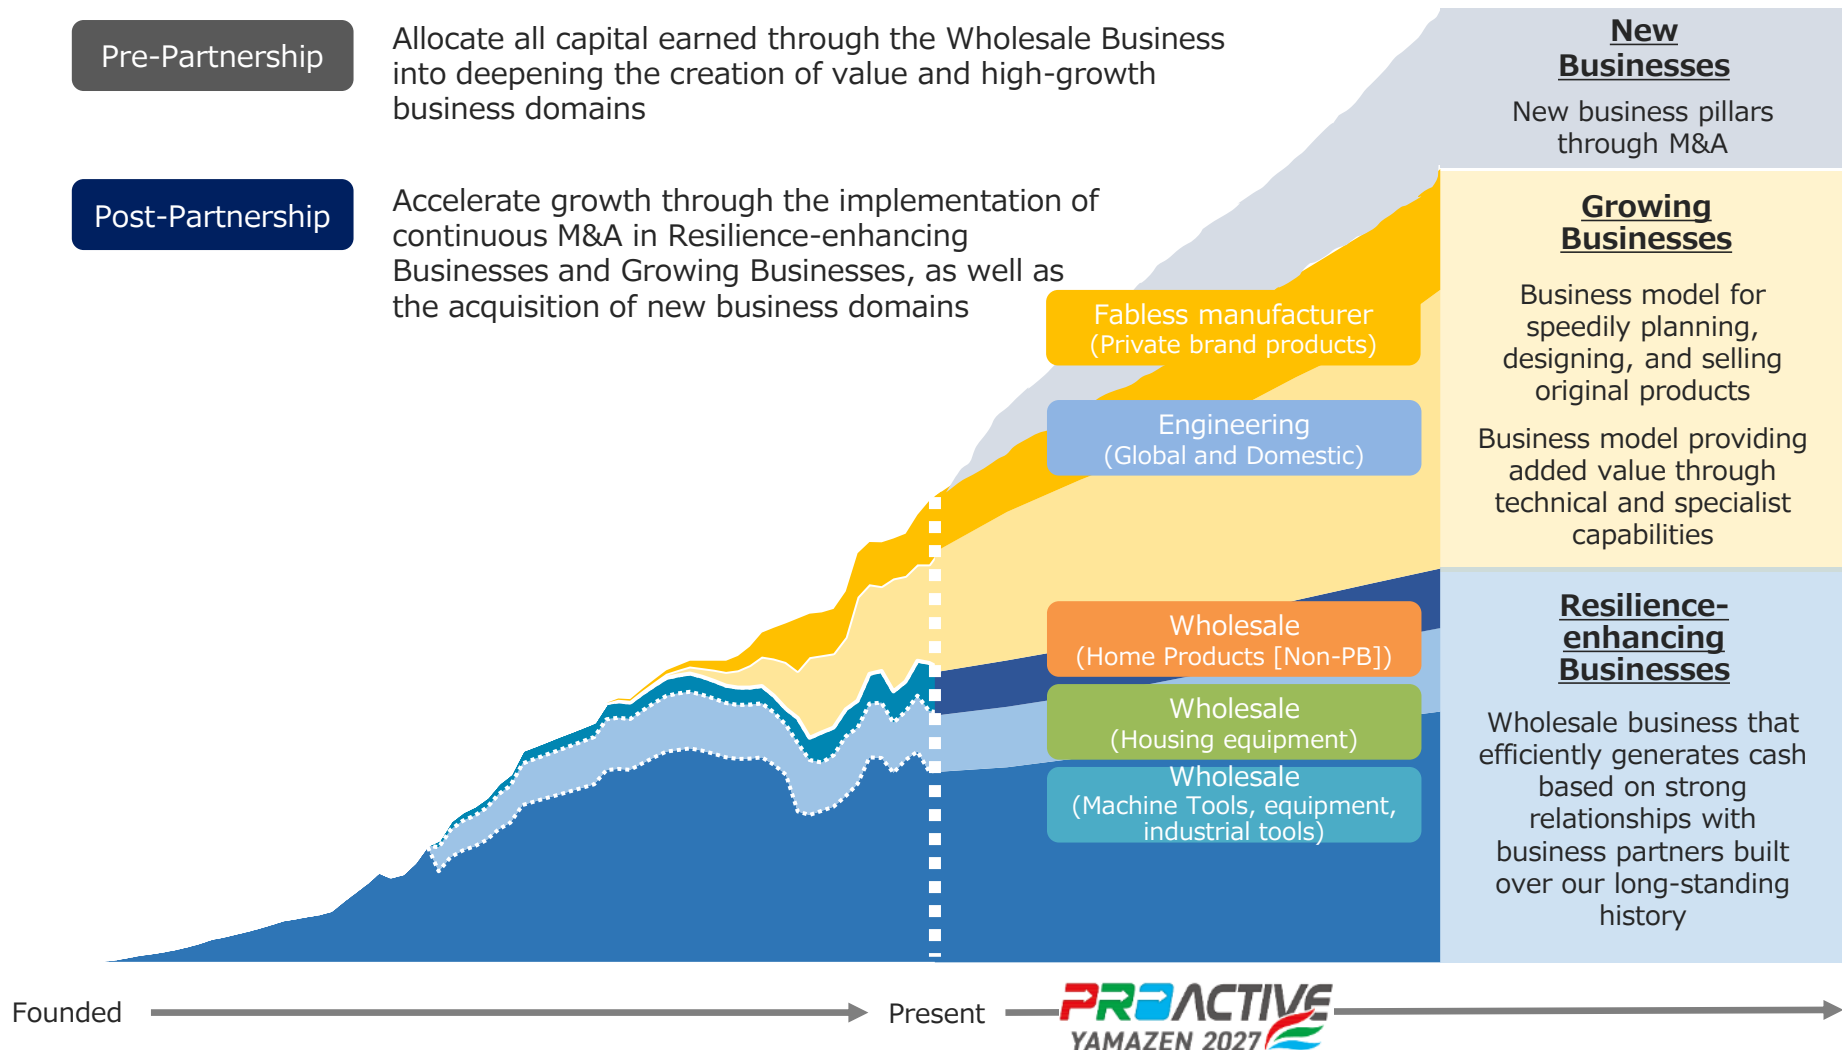 Pre-Partnership
Allocate all capital earned through the Wholesale Business
into deepening the creation of value and high-growth
business domains
Post-Partnership
Accelerate growth through the implementation of
continuous M&A in Resilience-enhancing
Businesses and Growing Businesses, as well as
the acquisition of new business domains
New
Businesses
New business pillars
through M&A
Growing
Businesses
Business model for
speedily planning,
designing, and selling
original products
Business model providing
added value through
technical and specialist
capabilities
Resilience-
enhancing
Businesses
Wholesale business that
efficiently generates cash
based on strong
relationships with
business partners built
over our long-standing
history
Fabless manufacturer
(Private brand products)
Engineering
(Global and Domestic)
Wholesale
(Home Products [Non-PB])
Wholesale
(Housing equipment)
Wholesale
(Machine Tools, equipment,
industrial tools)
Founded
Present
PROACTIVE
YAMAZEN 2027